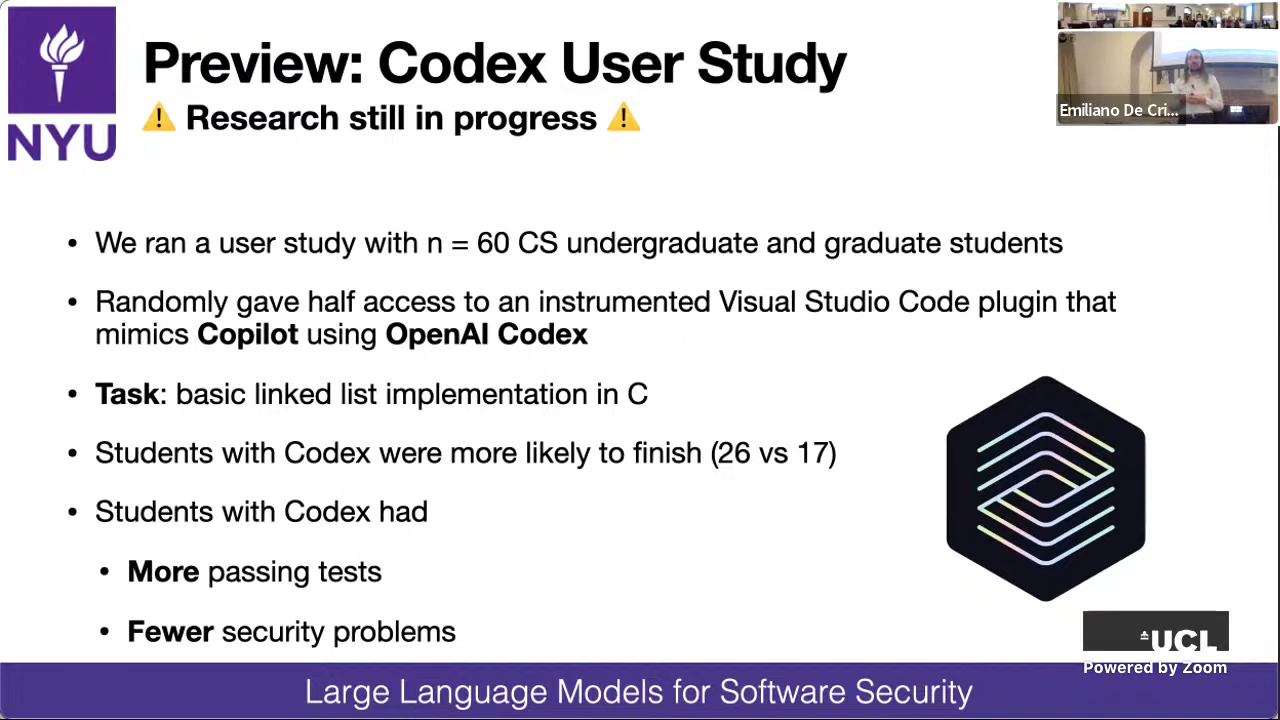 NYU
Preview: Codex User Study
⚠️ Research still in progress ⚠️
Emiliano De Cri...
• We ran a user study with n = 60 CS undergraduate and graduate students
• Randomly gave half access to an instrumented Visual Studio Code plugin that
mimics Copilot using OpenAI Codex
• Task: basic linked list implementation in C
• Students with Codex were more likely to finish (26 vs 17)
• Students with Codex had
• More passing tests
• Fewer security problems
UCL
Powered by Zoom
Large Language Models for Software Security